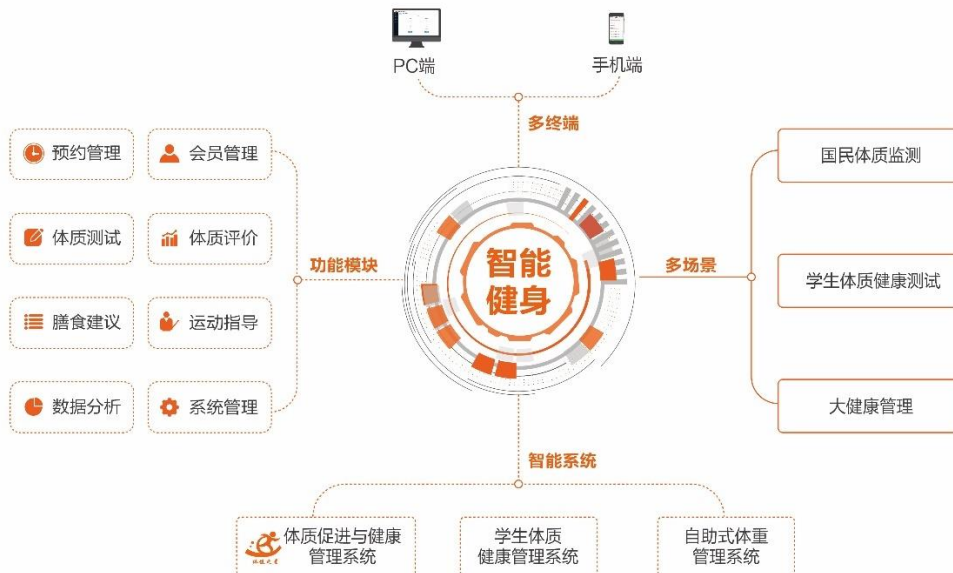 PC端
手机端
多终端
预约管理
会员管理
体质测试
体质评价
膳食建议
运动指导
数据分析
系统管理
功能模块
智能
健身
多场景
国民体质监测
学生体质健康测试
大健康管理
智能系统
体质促进与健康
管理系统
学生体质
健康管理系统
自助式体重
管理系统